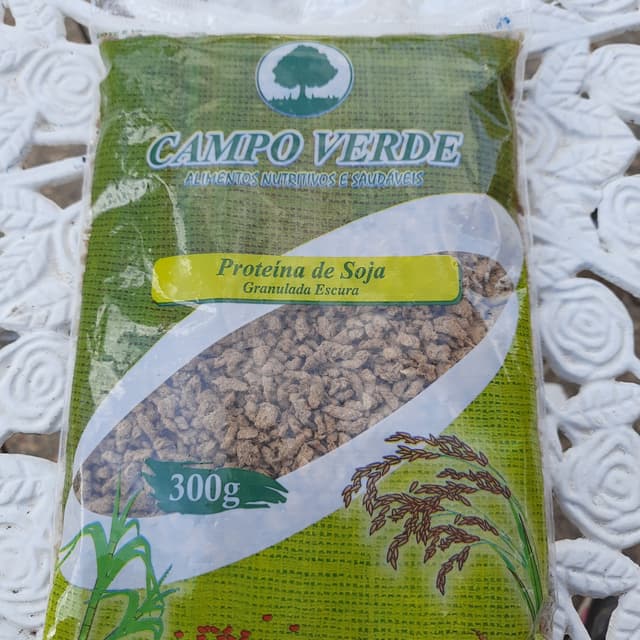 CAMPO VERDE
ALIMENTOS NUTRITIVOS E SAUDÁVEIS
Proteína de Soja
Granulada Escura
300g